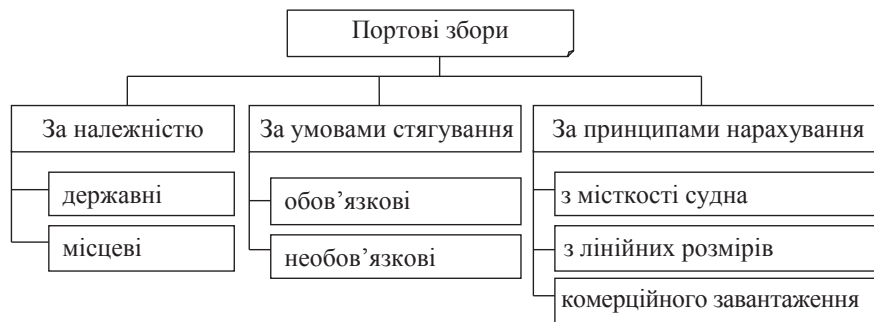 Портові збори
За належністю
державні
місцеві
За умовами стягування
обов’язкові
необов’язкові
За принципами нарахування
з місткості судна
з лінійних розмірів
комерційного завантаження